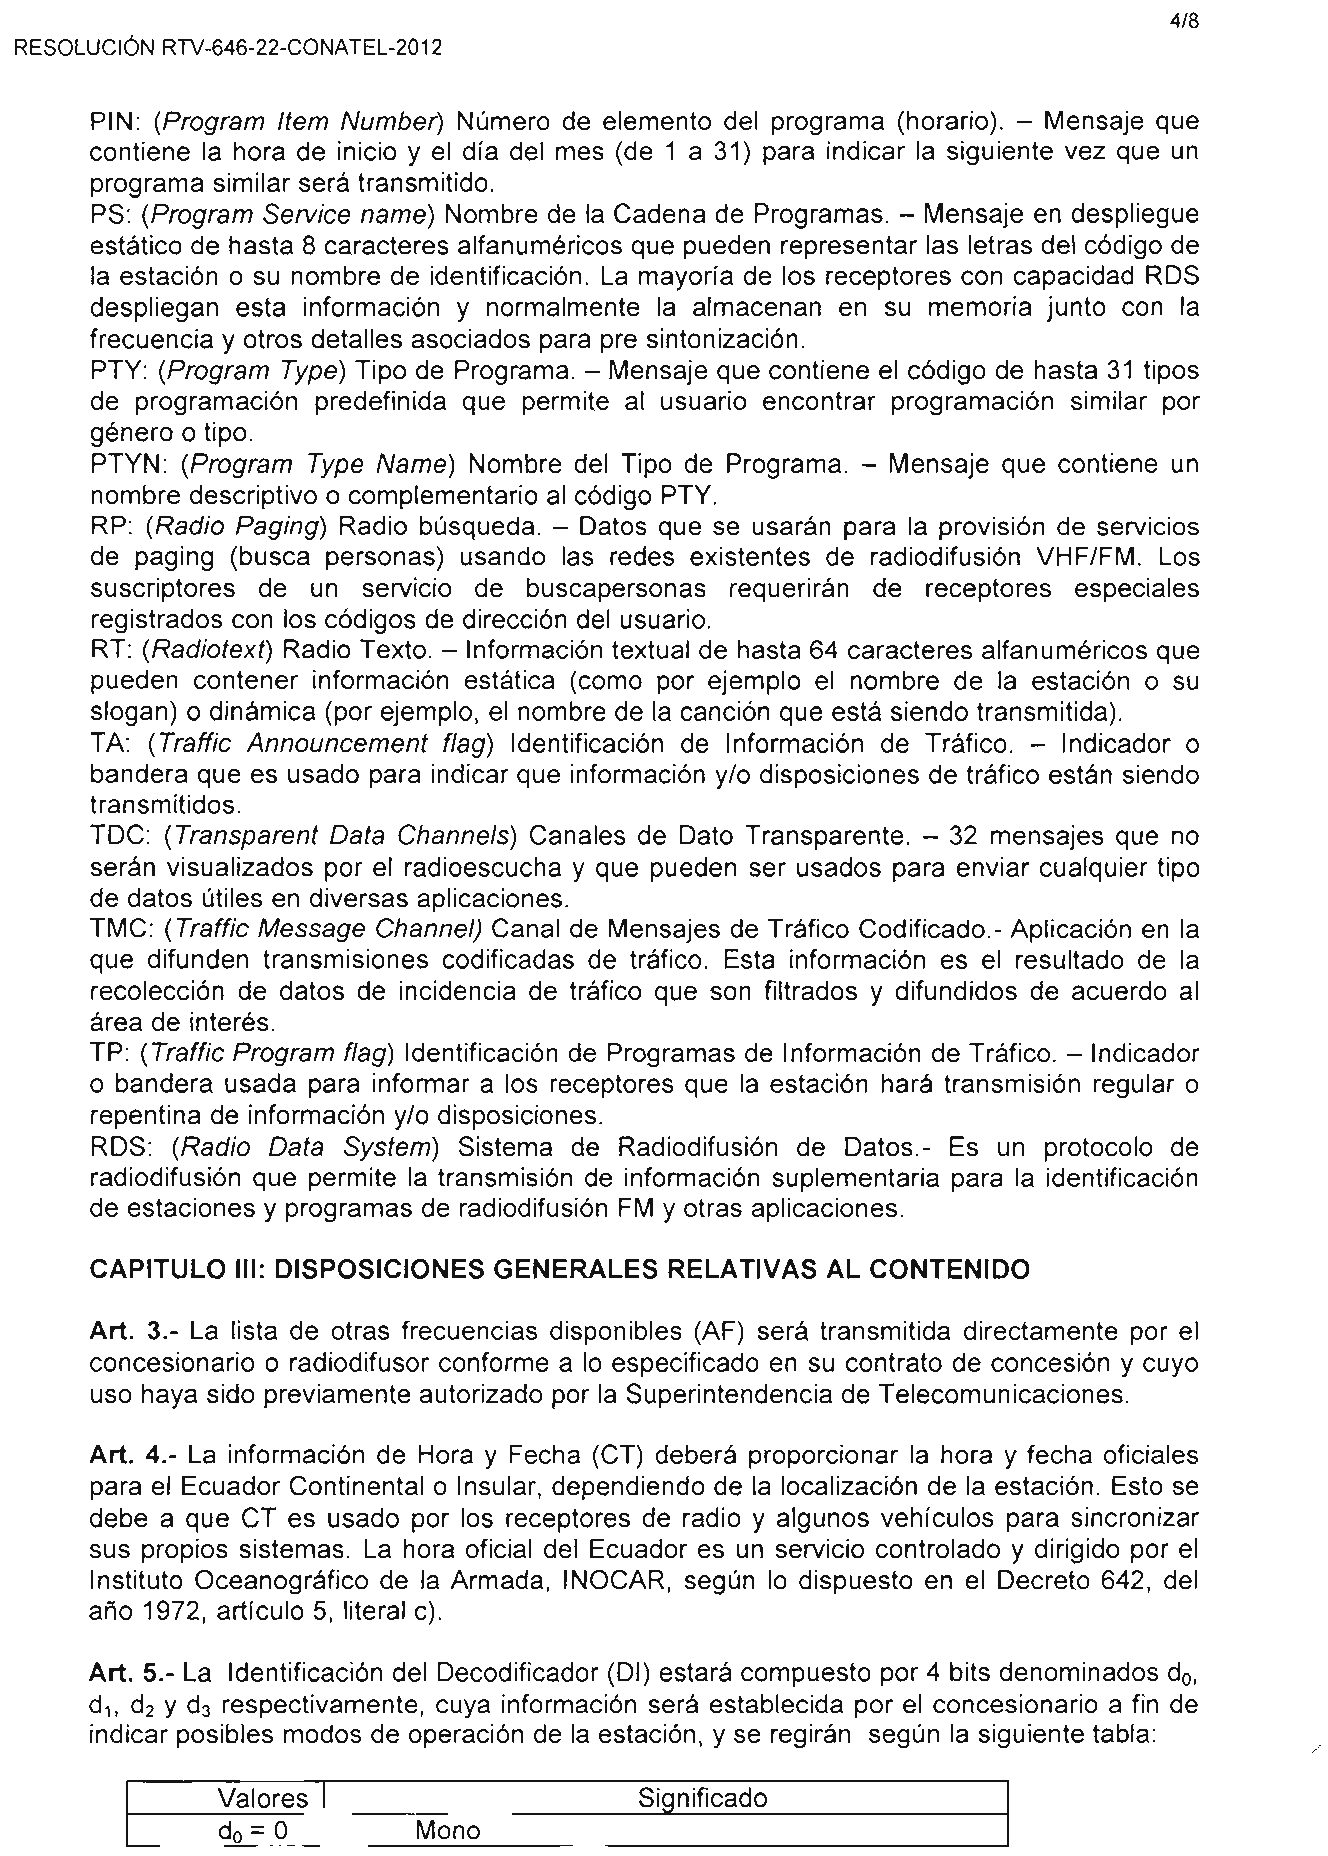 4/8
RESOLUCIÓN RTV-646-22-CONATEL-2012
PIN: (Program Item Number) Número de elemento del programa (horario). – Mensaje que
contiene la hora de inicio y el día del mes (de 1 a 31) para indicar la siguiente vez que un
programa similar será transmitido.
PS: (Program Service name) Nombre de la Cadena de Programas. – Mensaje en despliegue
estático de hasta 8 caracteres alfanuméricos que pueden representar las letras del código de
la estación o su nombre de identificación. La mayoría de los receptores con capacidad RDS
despliegan esta información y normalmente la almacenan en su memoria junto con la
frecuencia y otros detalles asociados para pre sintonización.
PTY: (Program Type) Tipo de Programa. – Mensaje que contiene el código de hasta 31 tipos
de programación predefinida que permite al usuario encontrar programación similar por
género o tipo.
PTYN: (Program Type Name) Nombre del Tipo de Programa. – Mensaje que contiene un
nombre descriptivo o complementario al código PTY.
RP: (Radio Paging) Radio búsqueda. – Datos que se usarán para la provisión de servicios
de paging (busca personas) usando las redes existentes de radiodifusión VHF/FM. Los
suscriptores de un servicio de buscapersonas requerirán de receptores especiales
registrados con los códigos de dirección del usuario.
RT: (Radiotext) Radio Texto. – Información textual de hasta 64 caracteres alfanuméricos que
pueden contener información estática (como por ejemplo el nombre de la estación o su
slogan) o dinámica (por ejemplo, el nombre de la canción que está siendo transmitida).
TA: (Traffic Announcement flag) Identificación de Información de Tráfico. – Indicador o
bandera que es usado para indicar que información y/o disposiciones de tráfico están siendo
transmitidos.
TDC: (Transparent Data Channels) Canales de Dato Transparente. – 32 mensajes que no
serán visualizados por el radioescucha y que pueden ser usados para enviar cualquier tipo
de datos útiles en diversas aplicaciones.
TMC: (Traffic Message Channel) Canal de Mensajes de Tráfico Codificado.- Aplicación en la
que difunden transmisiones codificadas de tráfico. Esta información es el resultado de la
recolección de datos de incidencia de tráfico que son filtrados y difundidos de acuerdo al
área de interés.
TP: (Traffic Program flag) Identificación de Programas de Información de Tráfico. – Indicador
o bandera usada para informar a los receptores que la estación hará transmisión regular o
repentina de información y/o disposiciones.
RDS: (Radio Data System) Sistema de Radiodifusión de Datos.- Es un protocolo de
radiodifusión que permite la transmisión de información suplementaria para la identificación
de estaciones y programas de radiodifusión FM y otras aplicaciones.
CAPITULO III: DISPOSICIONES GENERALES RELATIVAS AL CONTENIDO
Art. 3.- La lista de otras frecuencias disponibles (AF) será transmitida directamente por el
concesionario o radiodifusor conforme a lo especificado en su contrato de concesión y cuyo
uso haya sido previamente autorizado por la Superintendencia de Telecomunicaciones.
Art. 4.- La información de Hora y Fecha (CT) deberá proporcionar la hora y fecha oficiales
para el Ecuador Continental o Insular, dependiendo de la localización de la estación. Esto se
debe a que CT es usado por los receptores de radio y algunos vehículos para sincronizar
sus propios sistemas. La hora oficial del Ecuador es un servicio controlado y dirigido por el
Instituto Oceanográfico de la Armada, INOCAR, según lo dispuesto en el Decreto 642, del
año 1972, artículo 5, literal c).
Art. 5.- La Identificación del Decodificador (DI) estará compuesto por 4 bits denominados d₀,
d₁, d₂ y d₃ respectivamente, cuya información será establecida por el concesionario a fin de
indicar posibles modos de operación de la estación, y se regirán según la siguiente tabla:
Valores Significado
d₀ = 0 Mono